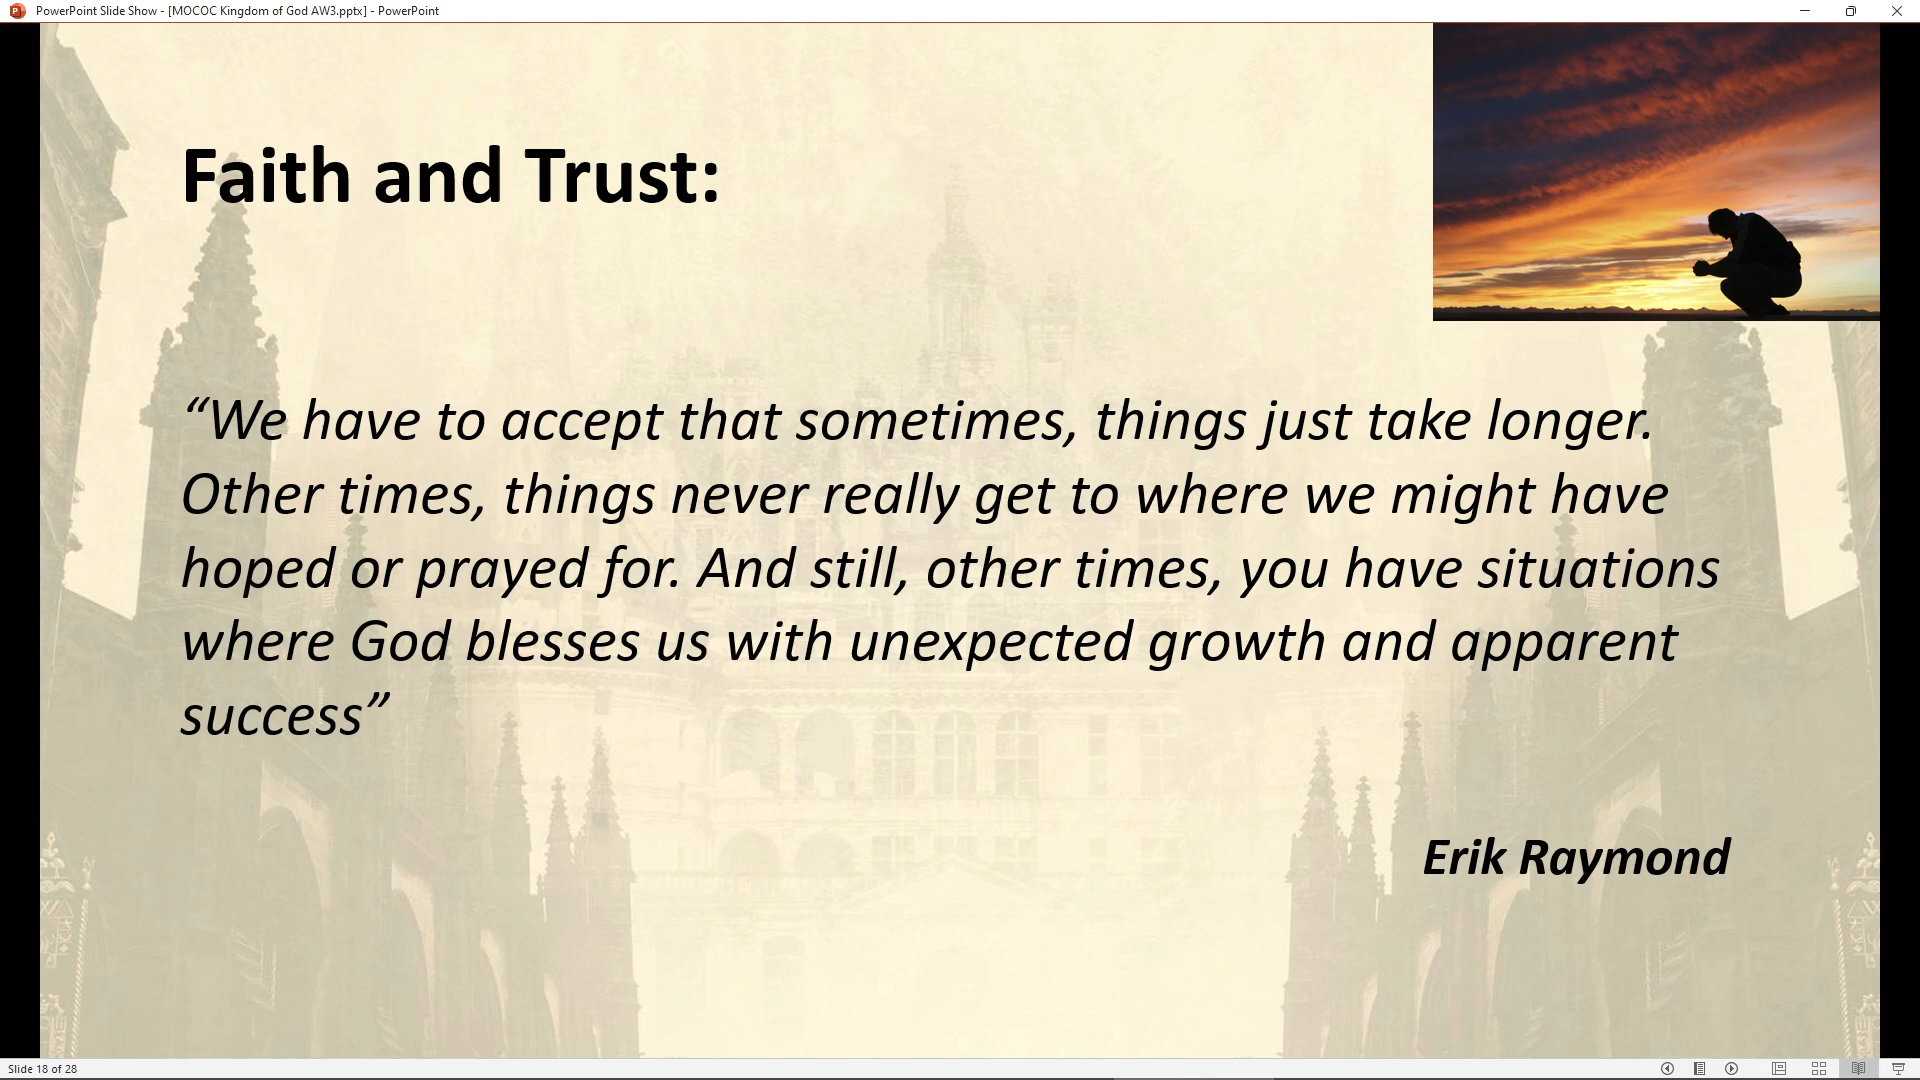 PowerPoint Slide Show - [MOCOC Kingdom of God AW3.pptx] - PowerPoint
Faith and Trust:
“We have to accept that sometimes, things just take longer.
Other times, things never really get to where we might have
hoped or prayed for. And still, other times, you have situations
where God blesses us with unexpected growth and apparent
success”
Erik Raymond
Slide 18 of 28